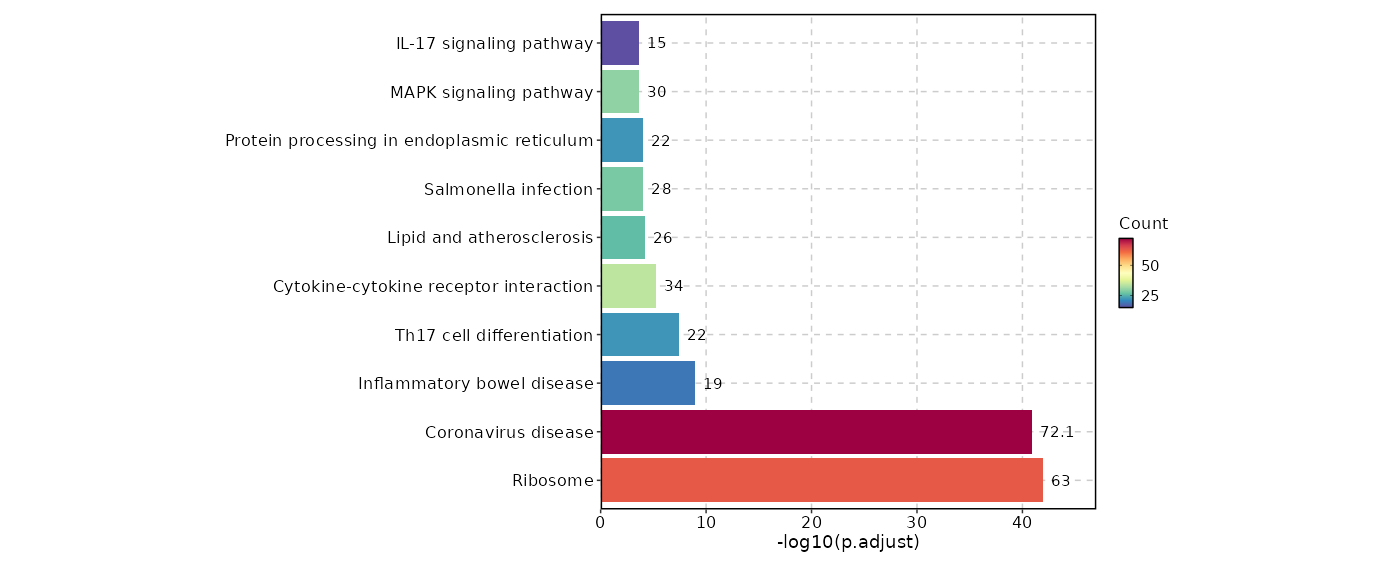 IL-17 signaling pathway 15
MAPK signaling pathway 30
Protein processing in endoplasmic reticulum 22
Salmonella infection 28
Lipid and atherosclerosis 26
Cytokine-cytokine receptor interaction 34
Th17 cell differentiation 22
Inflammatory bowel disease 19
Coronavirus disease 72.1
Ribosome 63
0 10 20 30 40
-log10(p.adjust)
Count
50
25